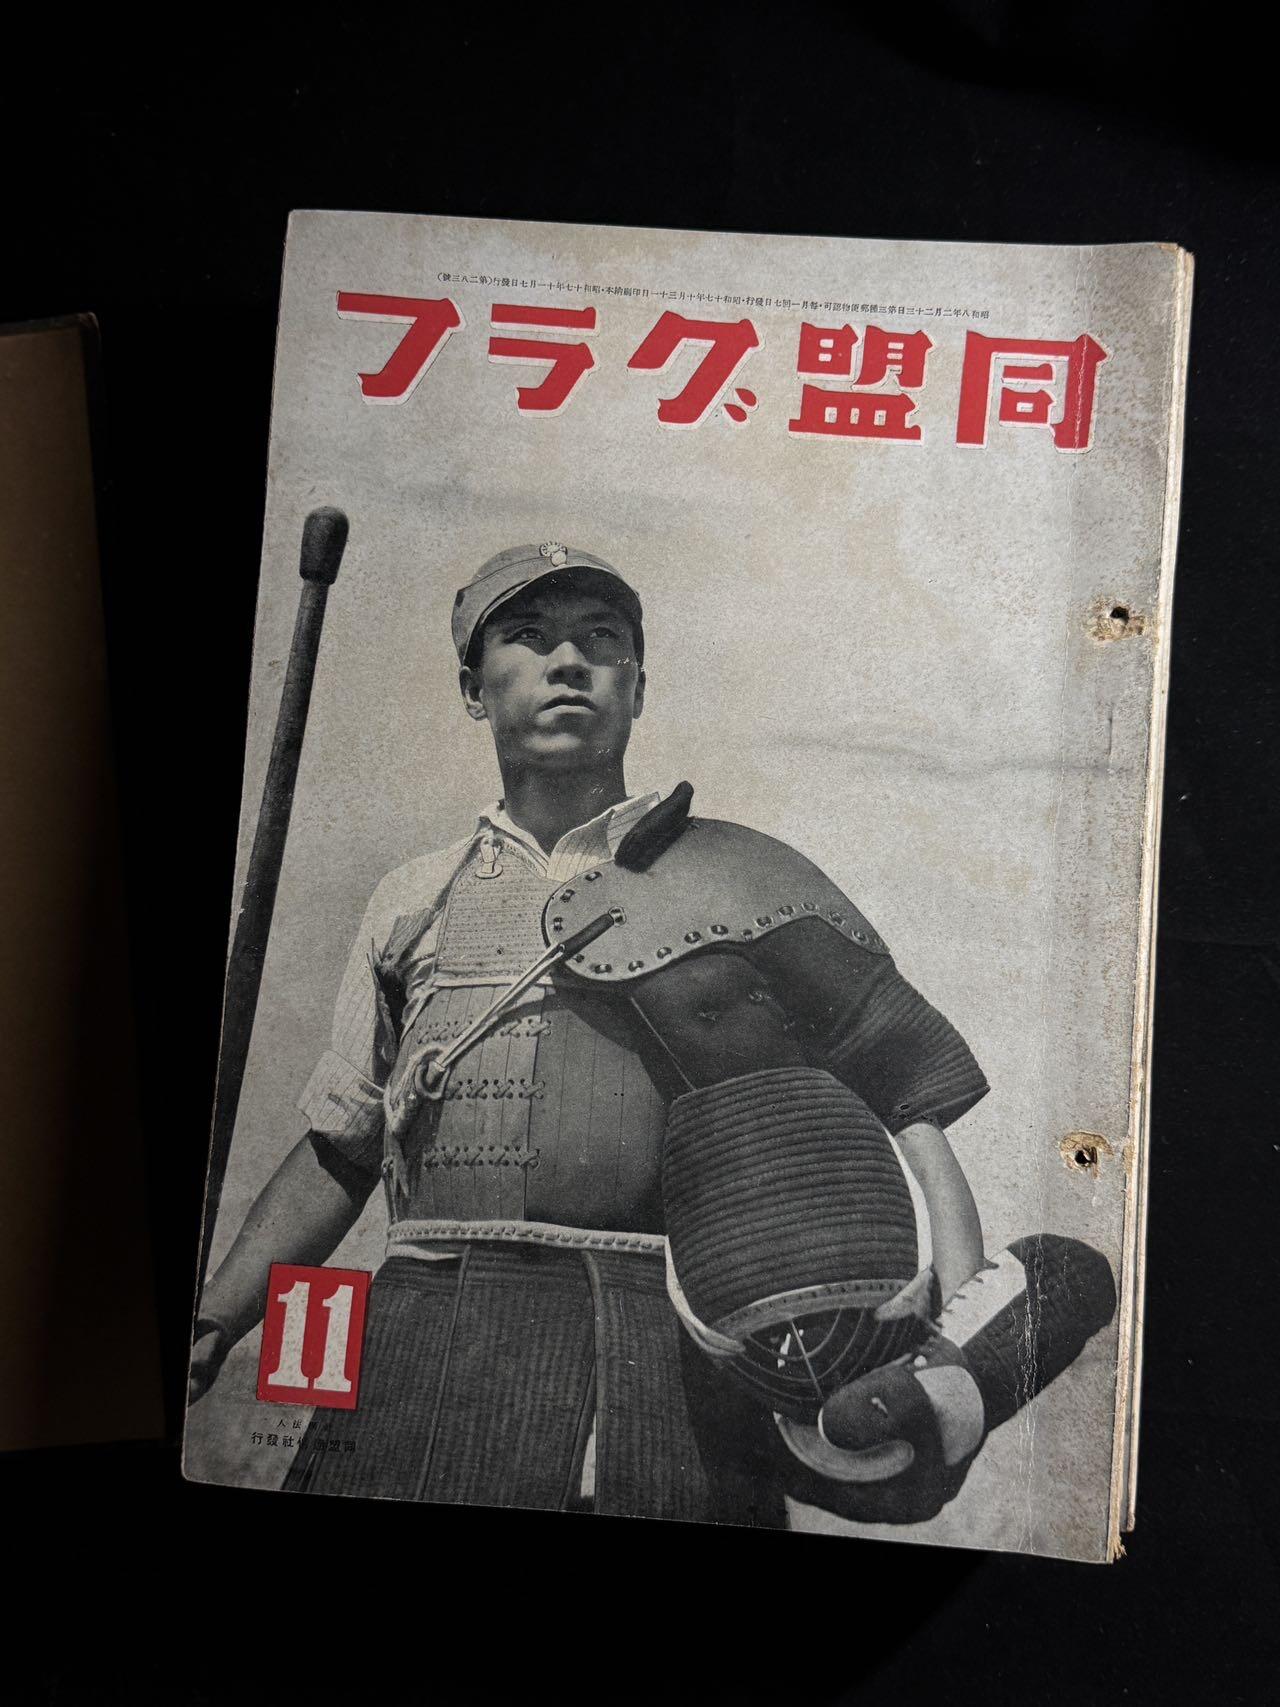 昭和八年二月二十三日第三種郵便物認可・毎月一回七日發行・昭和十七年十月三十一日印刷納本・昭和十七年十一月七日發行(第二八三號)
同盟グラフ
11
法人
同盟通信社發行